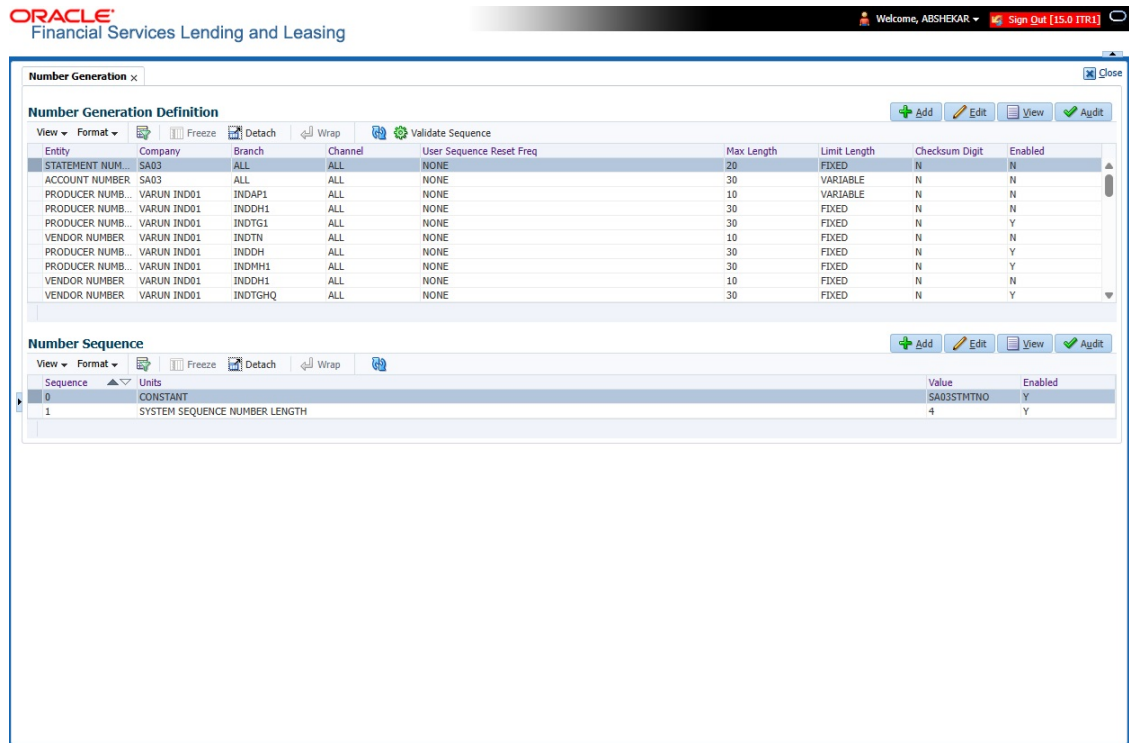 ORACLE
Financial Services Lending and Leasing
Welcome, ABSHEKAR Sign Out [15.0 ITR1]
Number Generation x
Close
Number Generation Definition
Add Edit View Audit
View Format Freeze Detach Wrap Validate Sequence
Entity Company Branch Channel User Sequence Reset Freq Max Length Limit Length Checksum Digit Enabled
STATEMENT NUM... SA03 ALL ALL NONE 20 FIXED N N
ACCOUNT NUMBER SA03 ALL ALL NONE 30 VARIABLE N N
PRODUCER NUMB... VARUN IND01 INDAP1 ALL NONE 10 VARIABLE N N
PRODUCER NUMB... VARUN IND01 INDDH1 ALL NONE 30 FIXED N N
PRODUCER NUMB... VARUN IND01 INDTG1 ALL NONE 30 FIXED N Y
VENDOR NUMBER VARUN IND01 INDTN ALL NONE 10 FIXED N N
PRODUCER NUMB... VARUN IND01 INDDH ALL NONE 30 FIXED N Y
PRODUCER NUMB... VARUN IND01 INDMH1 ALL NONE 30 FIXED N Y
VENDOR NUMBER VARUN IND01 INDDH1 ALL NONE 10 FIXED N N
VENDOR NUMBER VARUN IND01 INDTGHQ ALL NONE 30 FIXED N Y
Number Sequence
Add Edit View Audit
View Format Freeze Detach Wrap
Sequence Units Value Enabled
0 CONSTANT SA03STMTNO Y
1 SYSTEM SEQUENCE NUMBER LENGTH 4 Y